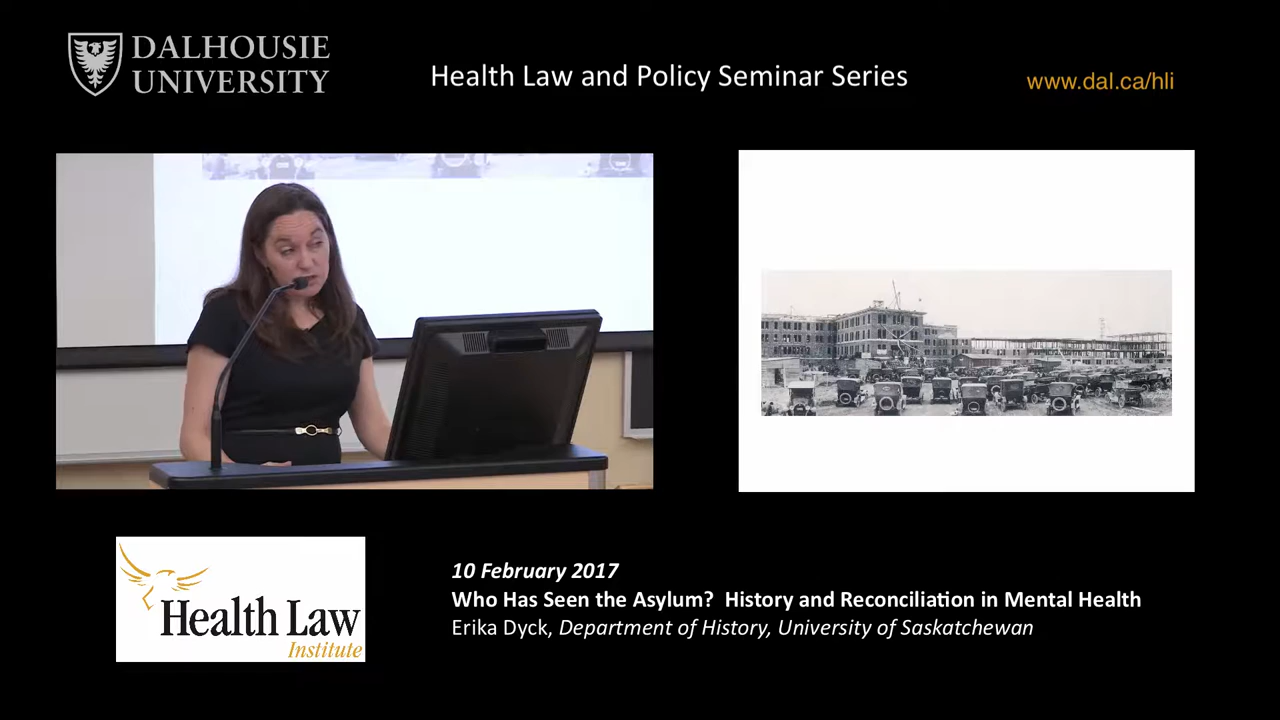 DALHOUSIE
UNIVERSITY
Health Law and Policy Seminar Series
www.dal.ca/hli
Health Law
Institute
10 February 2017
Who Has Seen the Asylum?  History and Reconciliation in Mental Health
Erika Dyck, Department of History, University of Saskatchewan